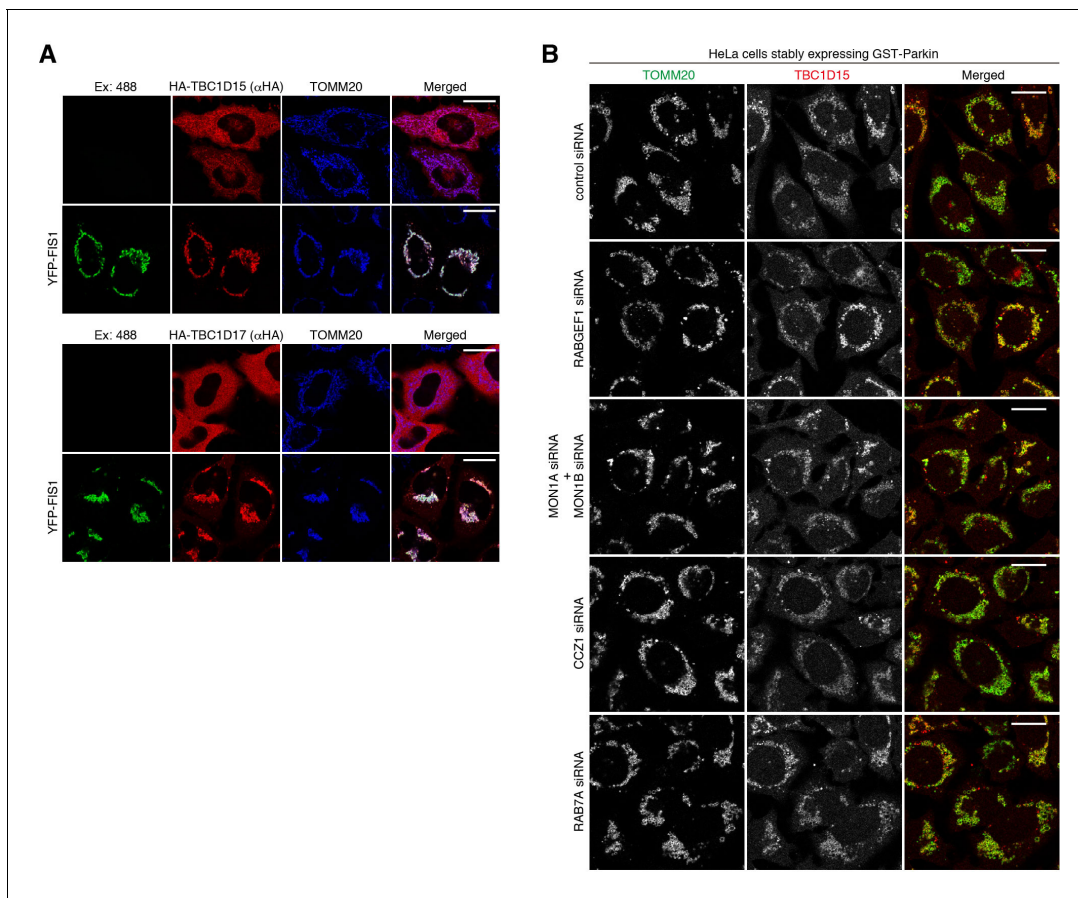 A
Ex: 488 HA-TBC1D15 (αHA) TOMM20 Merged
YFP-FIS1
Ex: 488 HA-TBC1D17 (αHA) TOMM20 Merged
YFP-FIS1
B
HeLa cells stably expressing GST-Parkin
TOMM20 TBC1D15 Merged
control siRNA
RABGEF1 siRNA
MON1A siRNA
+
MON1B siRNA
CCZ1 siRNA
RAB7A siRNA